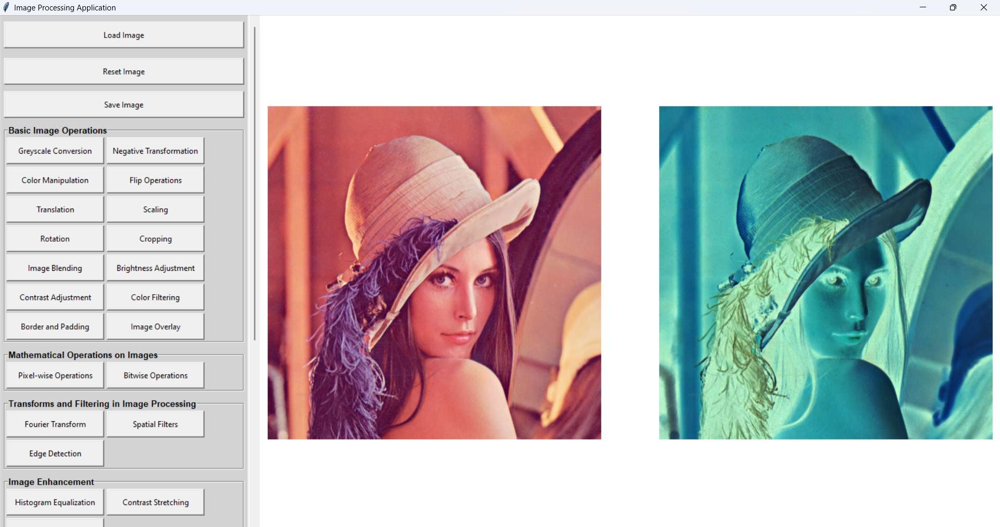 Image Processing Application
Load Image
Reset Image
Save Image
Basic Image Operations
Greyscale Conversion
Negative Transformation
Color Manipulation
Flip Operations
Translation
Scaling
Rotation
Cropping
Image Blending
Brightness Adjustment
Contrast Adjustment
Color Filtering
Border and Padding
Image Overlay
Mathematical Operations on Images
Pixel-wise Operations
Bitwise Operations
Transforms and Filtering in Image Processing
Fourier Transform
Spatial Filters
Edge Detection
Image Enhancement
Histogram Equalization
Contrast Stretching